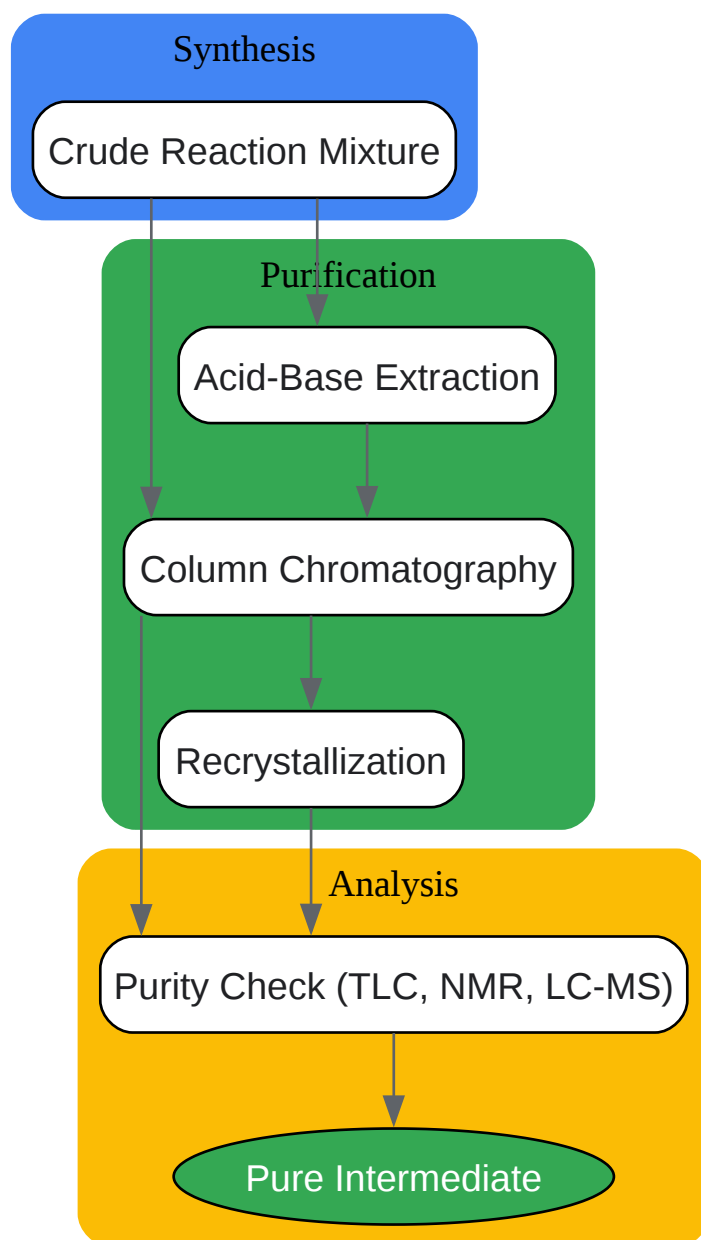 Synthesis
Crude Reaction Mixture
Purification
Acid-Base Extraction
Column Chromatography
Recrystallization
Analysis
Purity Check (TLC, NMR, LC-MS)
Pure Intermediate